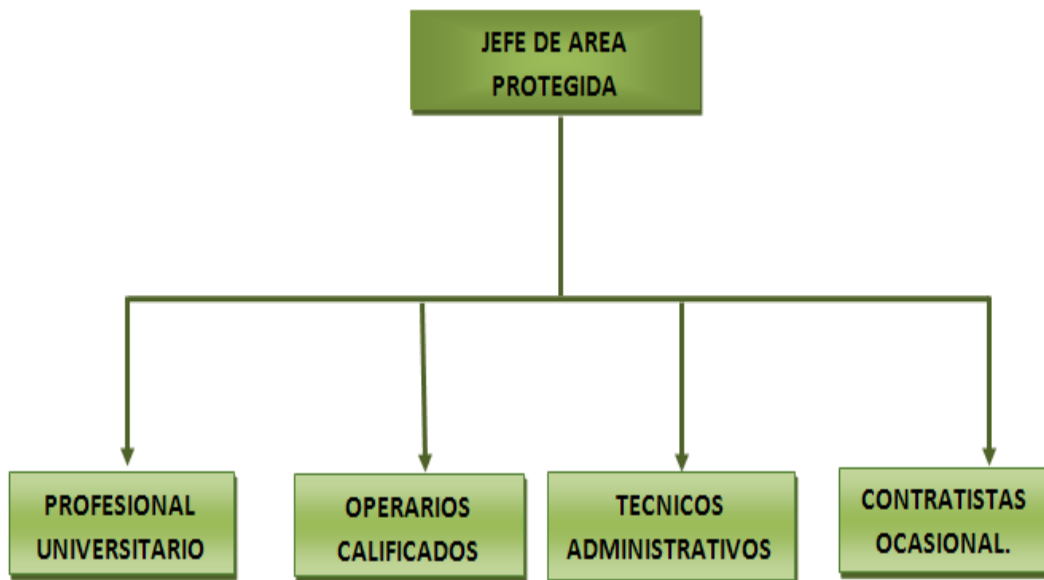 JEFE DE AREA
PROTEGIDA
PROFESIONAL
UNIVERSITARIO
OPERARIOS
CALIFICADOS
TECNICOS
ADMINISTRATIVOS
CONTRATISTAS
OCASIONAL.